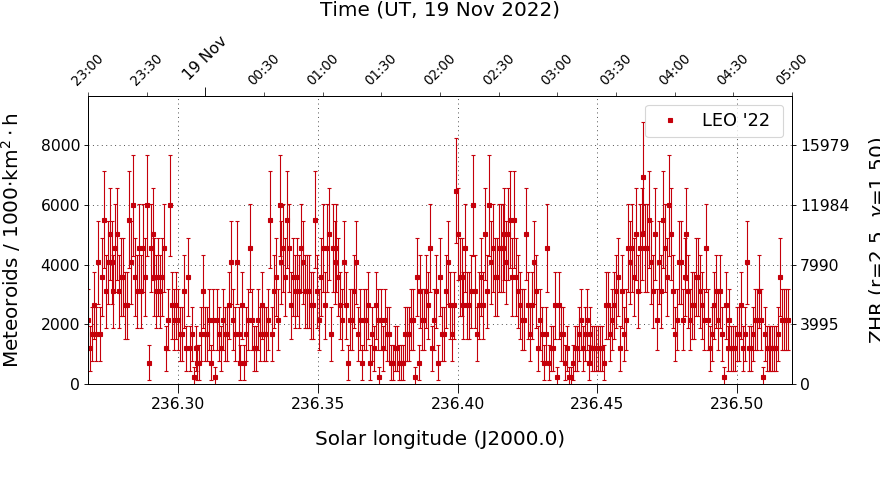 Time (UT, 19 Nov 2022)
23:00 23:30 19 Nov 00:30 01:00 01:30 02:00 02:30 03:00 03:30 04:00 04:30 05:00
LEO '22
8000 15979
6000 11984
4000 7990
2000 3995
0 0
236.30 236.35 236.40 236.45 236.50
Solar longitude (J2000.0)
Meteoroids / 1000·km² · h
ZHR (r=2.5, γ=1.50)